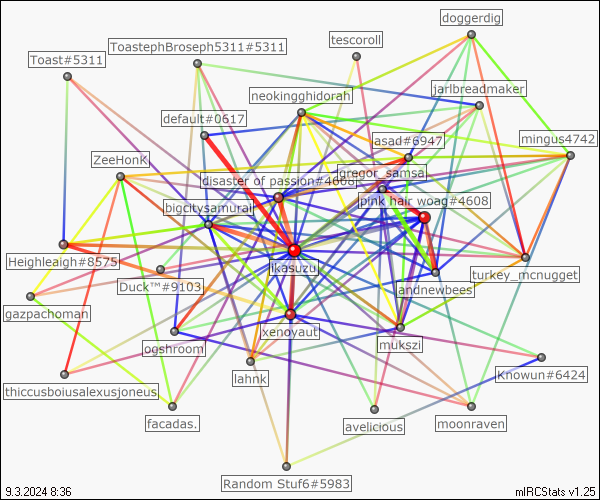 doggerdig
tescoroll
ToastephBroseph5311#5311
Toast#5311
jarlbreadmaker
neokingghidorah
default#0617
mingus4742
asad#6947
ZeeHonk
gregor_samsa
disaster of passion#4668
pink hair woag#4608
bigcitysamurai
Heighleaigh#8575
ikasuzu
turkey_mcnugget
Duck™#9103
andnewbees
gazpachoman
xenoyaut
mukszi
ogshroom
lahnk
Knowun#6424
thiccusboiusalexusjoneus
facadas.
avelicious
moonraven
Random Stuf6#5983
9.3.2024 8:36
mIRCStats v1.25